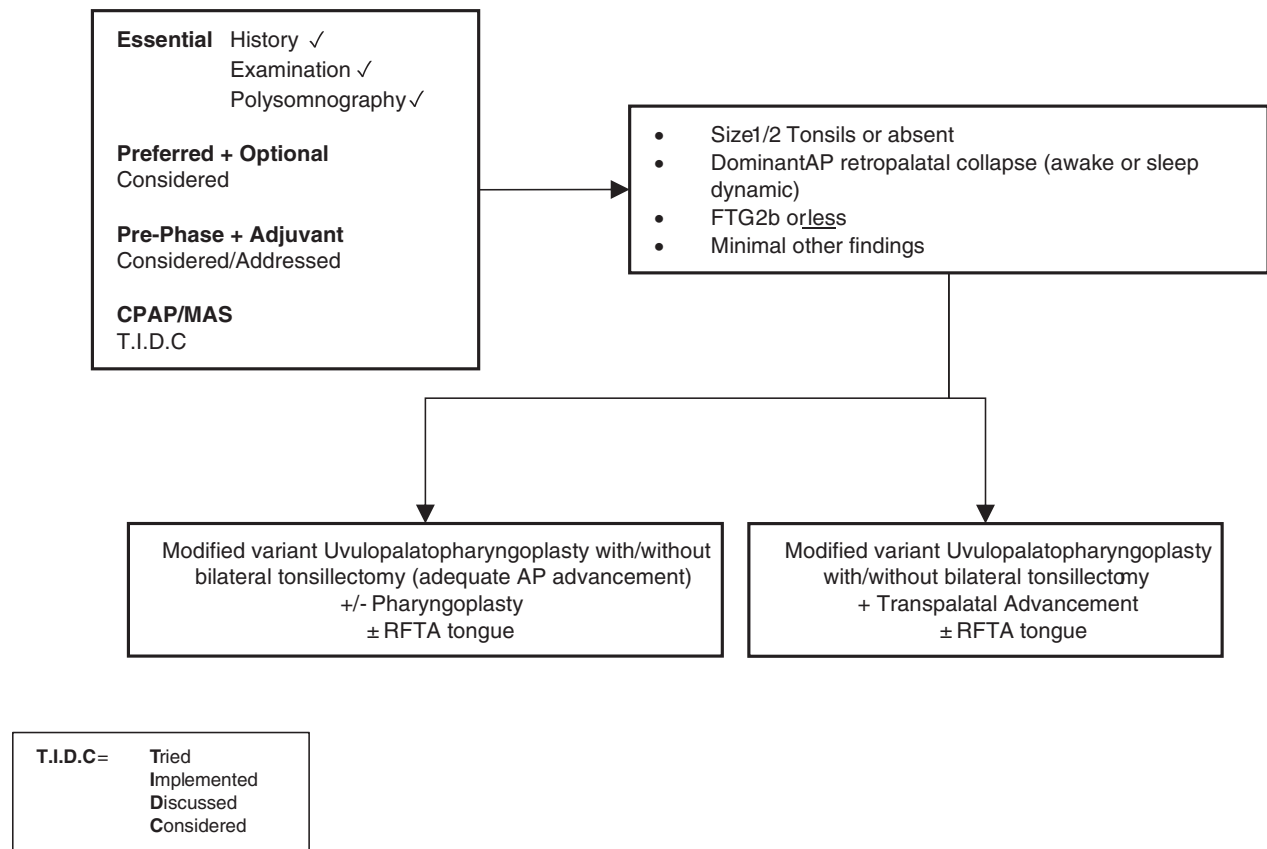 Essential History ✓
Examination ✓
Polysomnography ✓
Preferred + Optional
Considered
Pre-Phase + Adjuvant
Considered/Addressed
CPAP/MAS
T.I.D.C
• Size1/2 Tonsils or absent
• DominantAP retropalatal collapse (awake or sleep
dynamic)
• FTG2b orless
• Minimal other findings
Modified variant Uvulopalatopharyngoplasty with/without
bilateral tonsillectomy (adequate AP advancement)
+/- Pharyngoplasty
± RFTA tongue
Modified variant Uvulopalatopharyngoplasty
with/without bilateral tonsillectomy
+ Transpalatal Advancement
± RFTA tongue
T.I.D.C= Tried
Implemented
Discussed
Considered